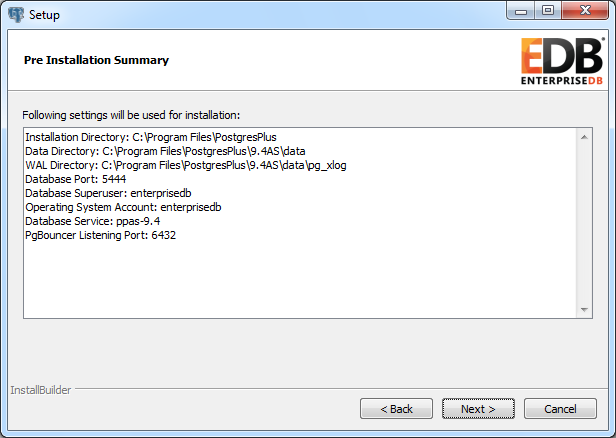 Setup
Pre Installation Summary
EDB
ENTERPRISEDB
Following settings will be used for installation:
Installation Directory: C:\Program Files\PostgresPlus
Data Directory: C:\Program Files\PostgresPlus\9.4AS\data
WAL Directory: C:\Program Files\PostgresPlus\9.4AS\data\pg_xlog
Database Port: 5444
Database Superuser: enterprisedb
Operating System Account: enterprisedb
Database Service: ppas-9.4
PgBouncer Listening Port: 6432
InstallBuilder
< Back
Next >
Cancel